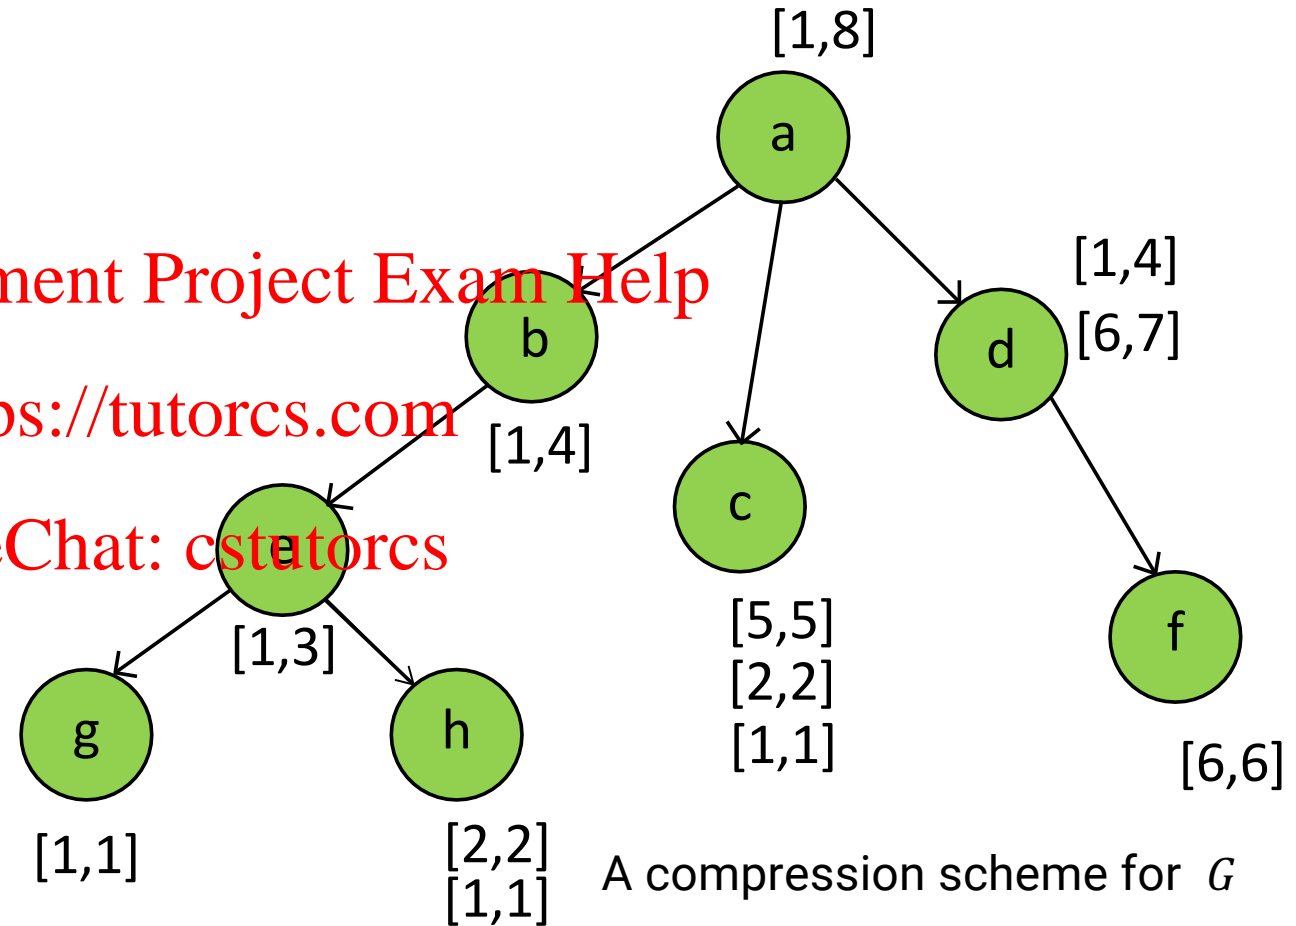 [1,8]
a
[1,4]
[6,7]
ment Project Exam Help
b
d
ps://tutorcs.com
[1,4]
c
eChat: cstutorcs
e
[1,3]
[5,5]
[2,2]
[1,1]
f
g
h
[6,6]
[1,1]
[2,2]
[1,1]
A compression scheme for G